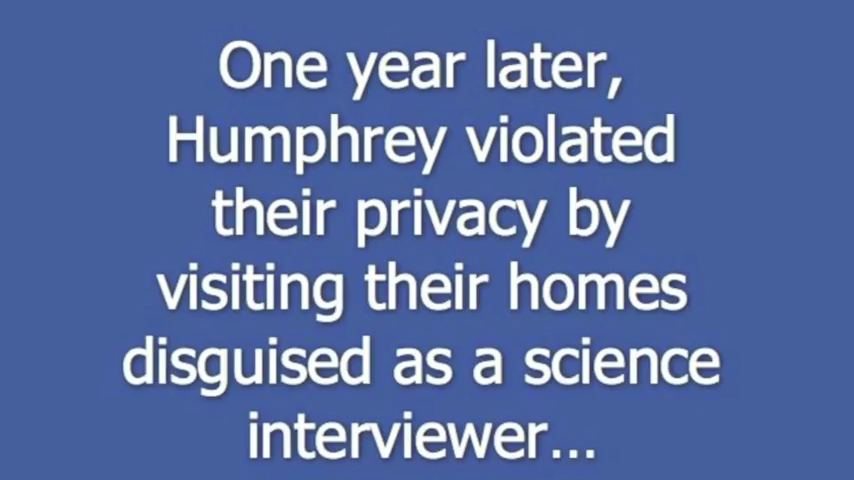 One year later,
Humphrey violated
their privacy by
visiting their homes
disguised as a science
interviewer...